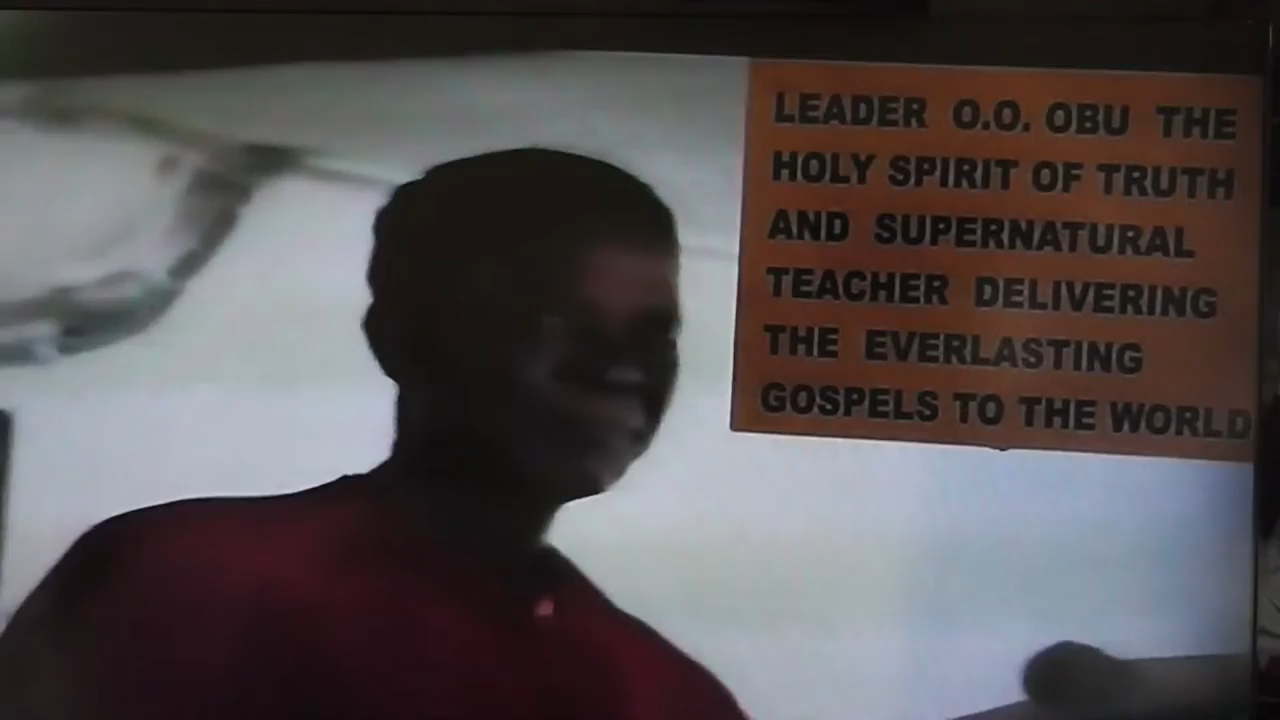 LEADER O.O. OBU THE
HOLY SPIRIT OF TRUTH
AND SUPERNATURAL
TEACHER DELIVERING
THE EVERLASTING
GOSPELS TO THE WORLD